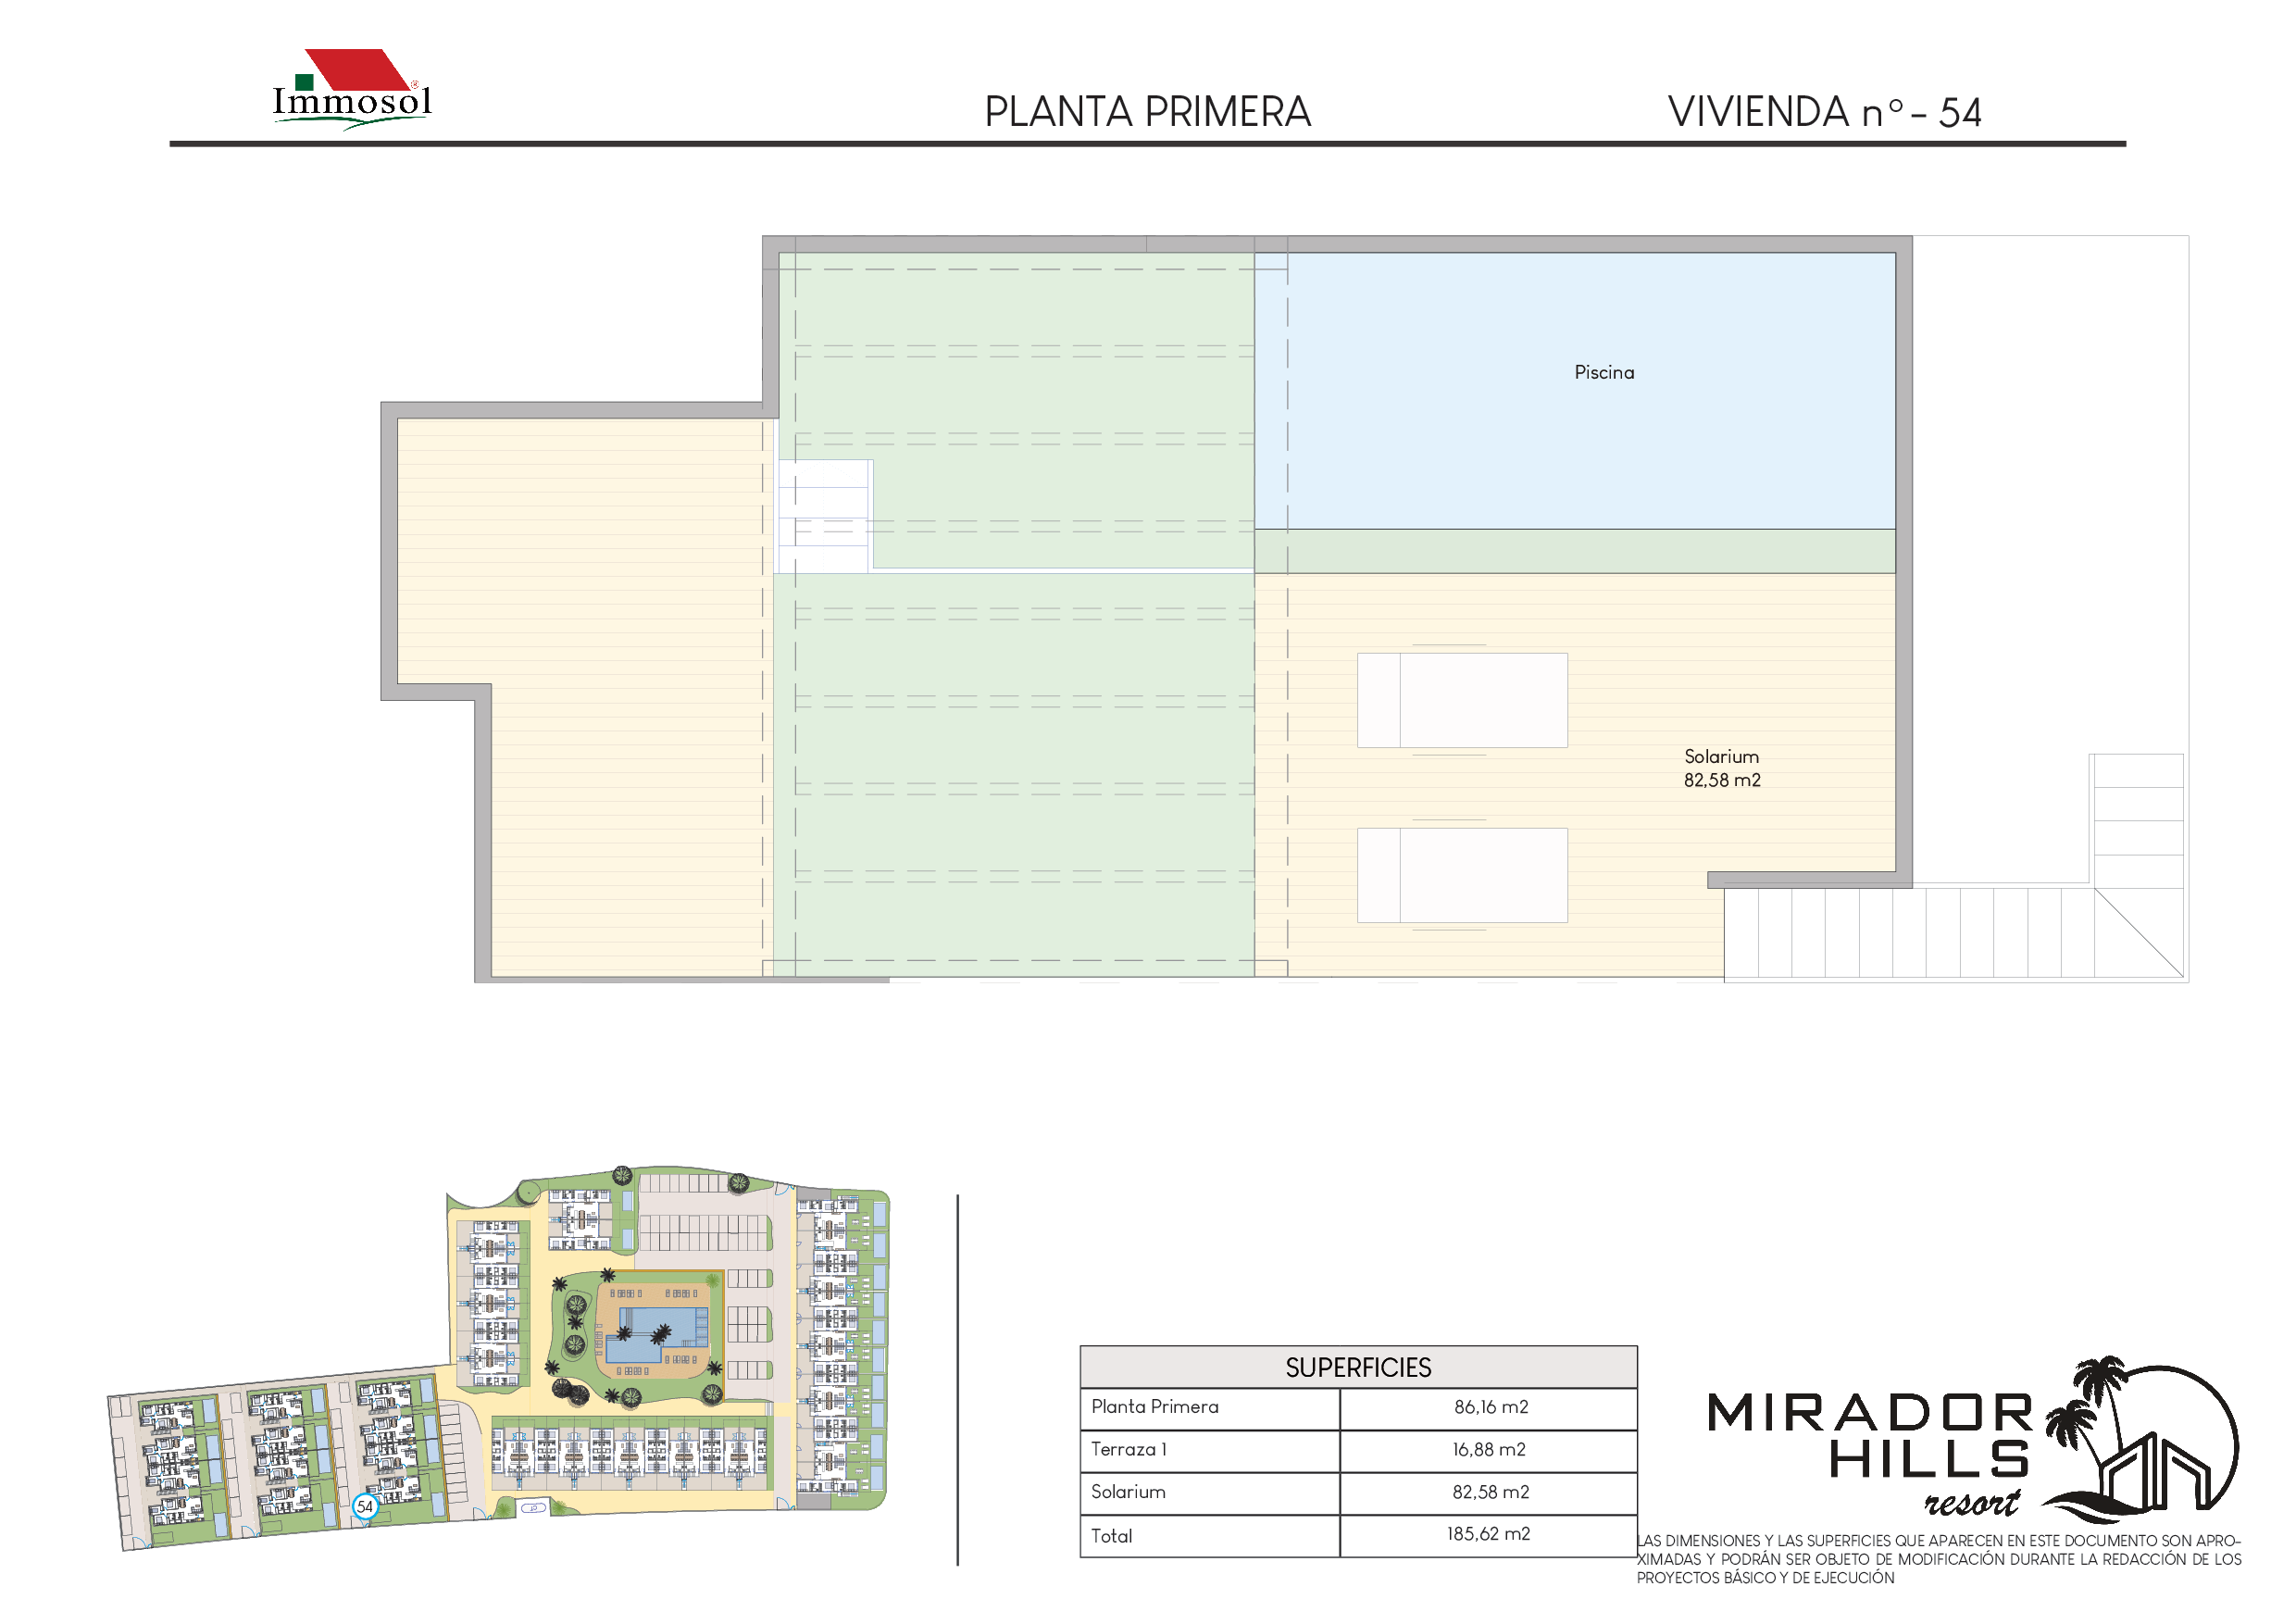 Immosol
PLANTA PRIMERA
VIVIENDA nº - 54
Piscina
Solarium
82,58 m2
54
SUPERFICIES
Planta Primera 86,16 m2
Terraza 1 16,88 m2
Solarium 82,58 m2
Total 185,62 m2
MIRADOR
HILLS
resort
LAS DIMENSIONES Y LAS SUPERFICIES QUE APARECEN EN ESTE DOCUMENTO SON APRO-
XIMADAS Y PODRÁN SER OBJETO DE MODIFICACIÓN DURANTE LA REDACCIÓN DE LOS
PROYECTOS BÁSICO Y DE EJECUCIÓN